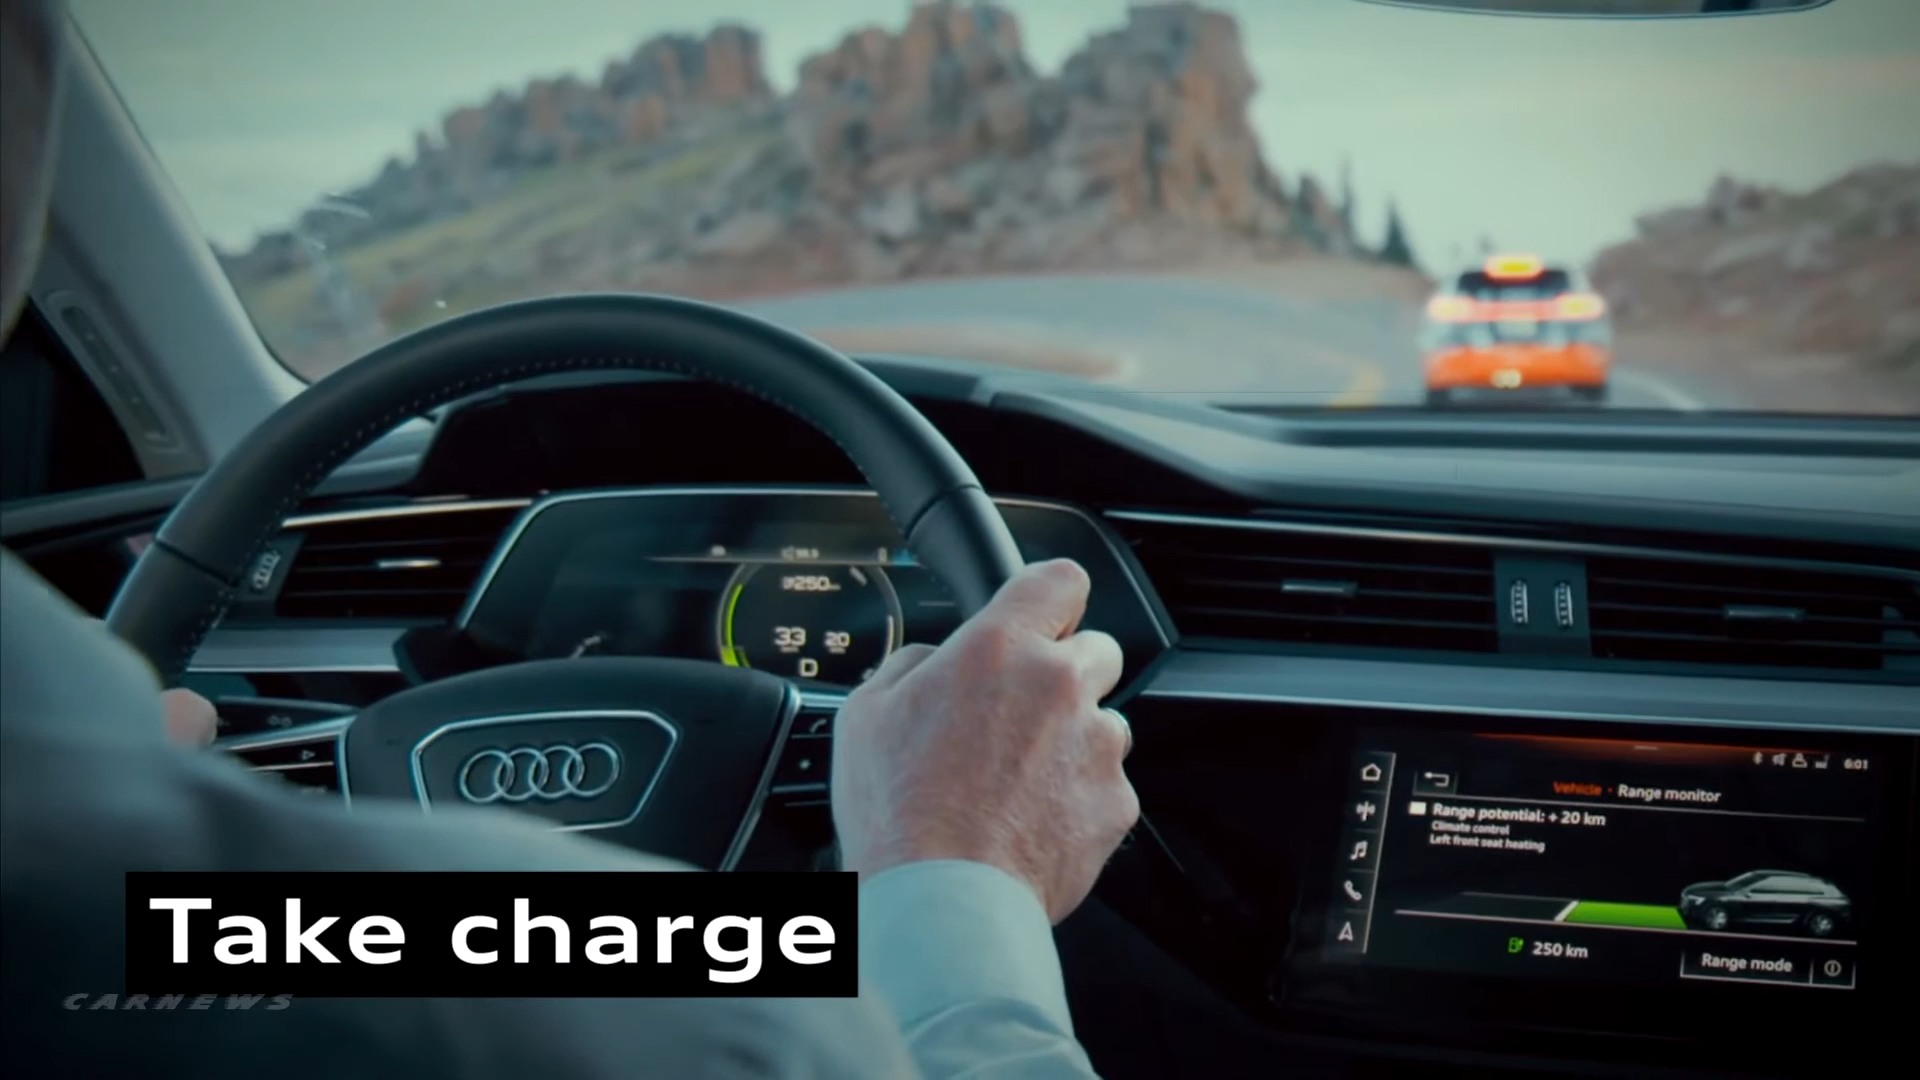 250
33
20
D
6:01
Vehicle · Range monitor
Range potential: + 20 km
Climate control
Left front seat heating
250 km
Range mode
Take charge
CARNEWS